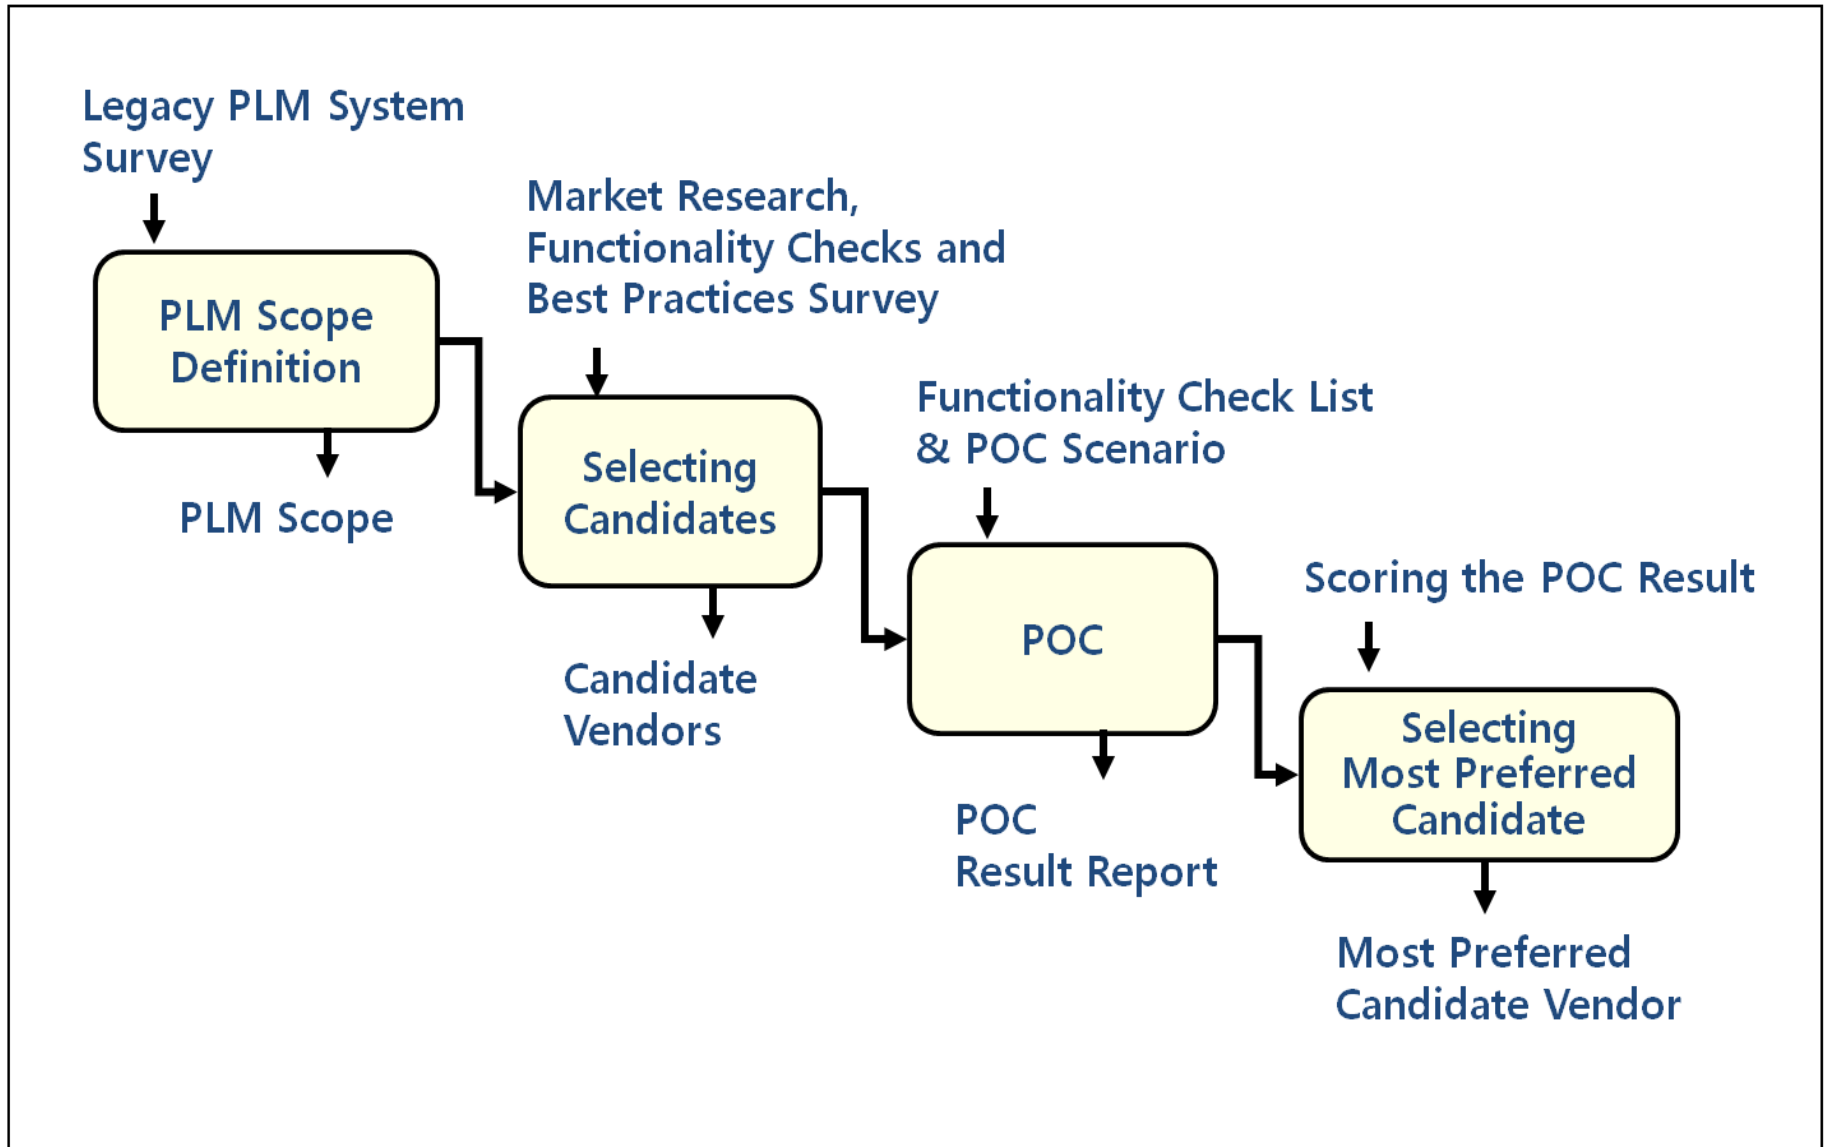 Legacy PLM System
Survey
PLM Scope
Definition
PLM Scope
Market Research,
Functionality Checks and
Best Practices Survey
Selecting
Candidates
Candidate
Vendors
Functionality Check List
& POC Scenario
POC
POC
Result Report
Scoring the POC Result
Selecting
Most Preferred
Candidate
Most Preferred
Candidate Vendor